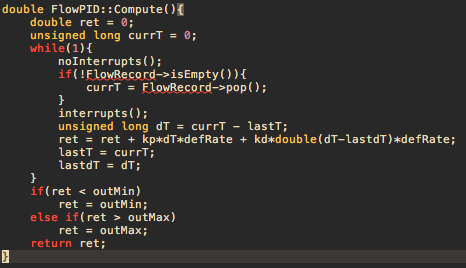 double FlowPID::Compute(){
    double ret = 0;
    unsigned long currT = 0;
    while(1){
        noInterrupts();
        if(!FlowRecord->isEmpty()){
            currT = FlowRecord->pop();
        }
        interrupts();
        unsigned long dT = currT - lastT;
        ret = ret + kp*dT*defRate + kd*double(dT-lastdT)*defRate;
        lastT = currT;
        lastdT = dT;
    }
    if(ret < outMin)
        ret = outMin;
    else if(ret > outMax)
        ret = outMax;
    return ret;
}